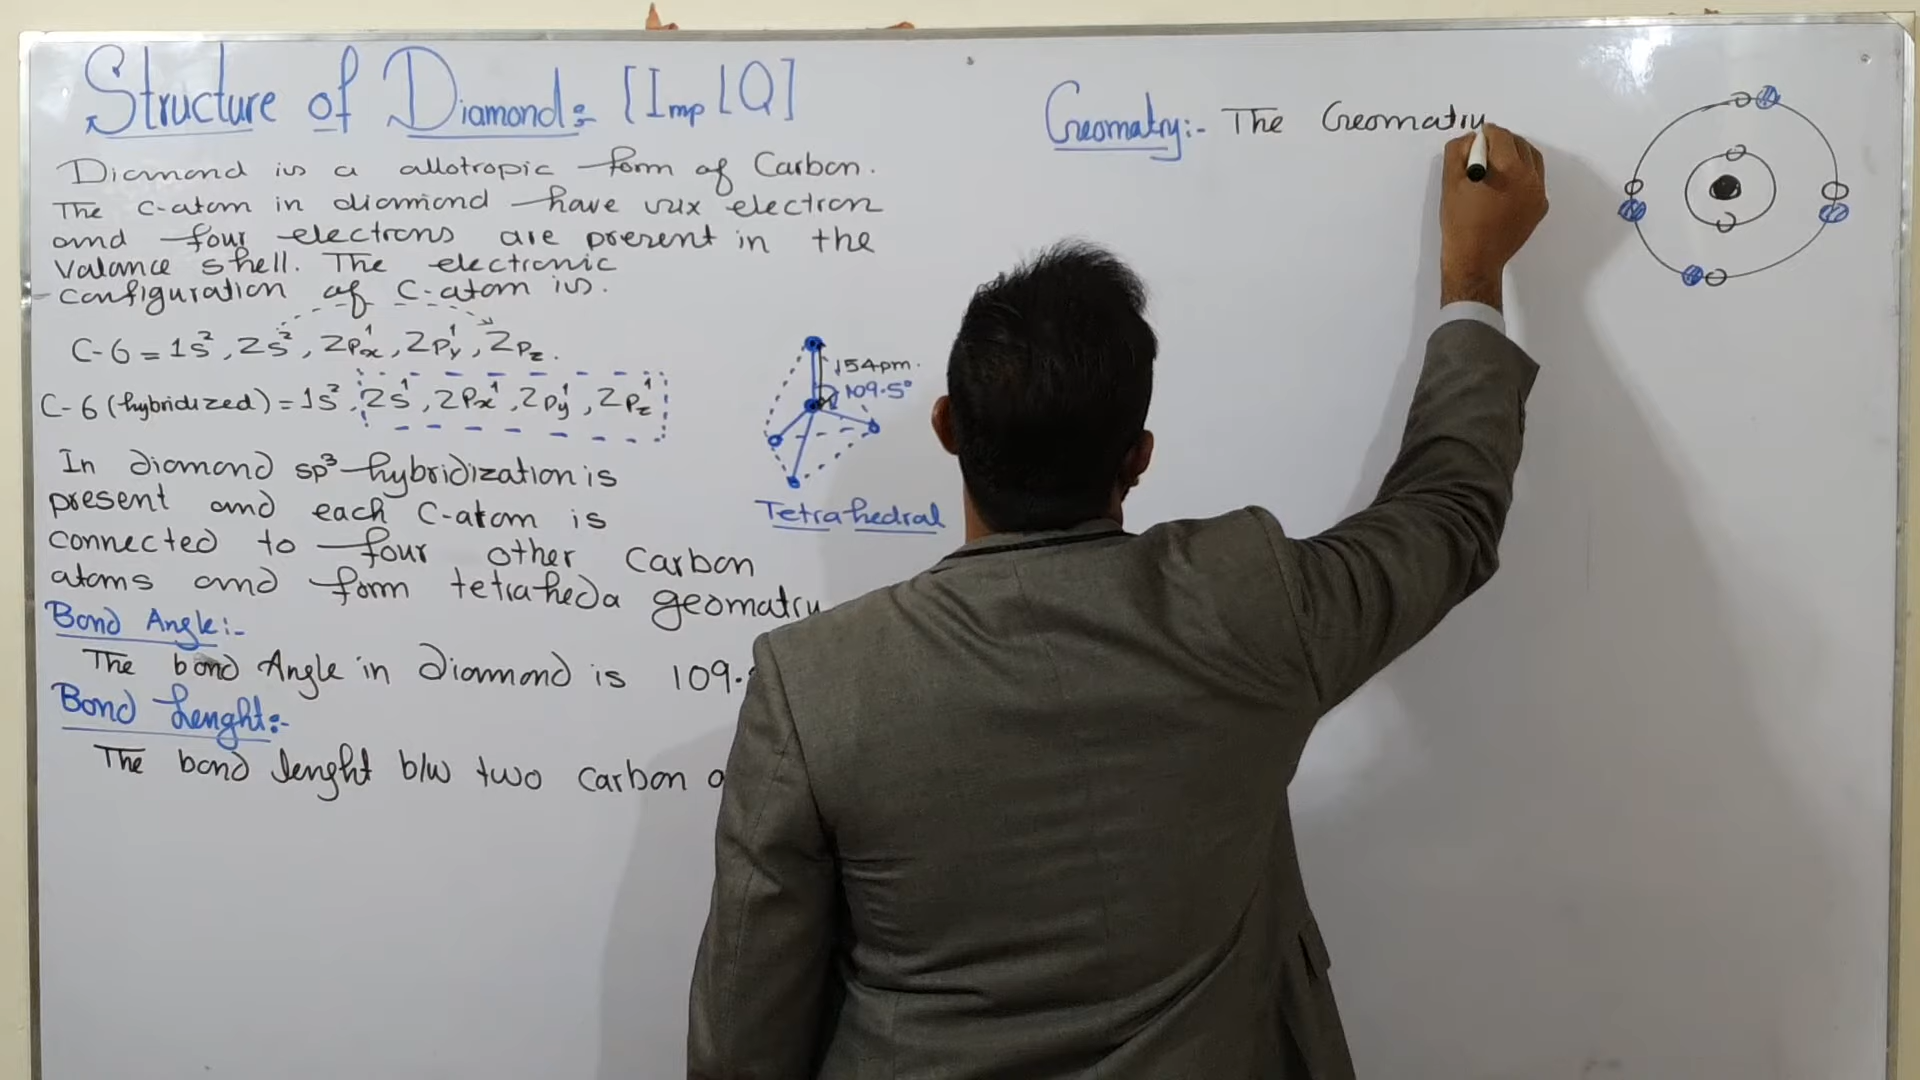 Structure of Diamond:- [Imp LQ]
Diamond is a allotropic form of Carbon.
The C-atom in diamond have six electron
and four electrons are present in the
Valance shell. The electronic
configuration of C-atom is.
C-6 = 1s², 2s², 2Px¹, 2Py¹, 2Pz.
C-6 (hybridized) = 1s², 2s¹, 2Px¹, 2Py¹, 2Pz¹
In diamond sp³-hybridization is
present and each C-atom is
connected to four other Carbon
atoms and form tetraheda geomatry
Bond Angle:-
The bond Angle in diamond is 109.
Bond Lenght:-
The bond lenght b/w two carbon
154pm.
109.5°
Tetrahedral
Geomatry:- The Geomatry